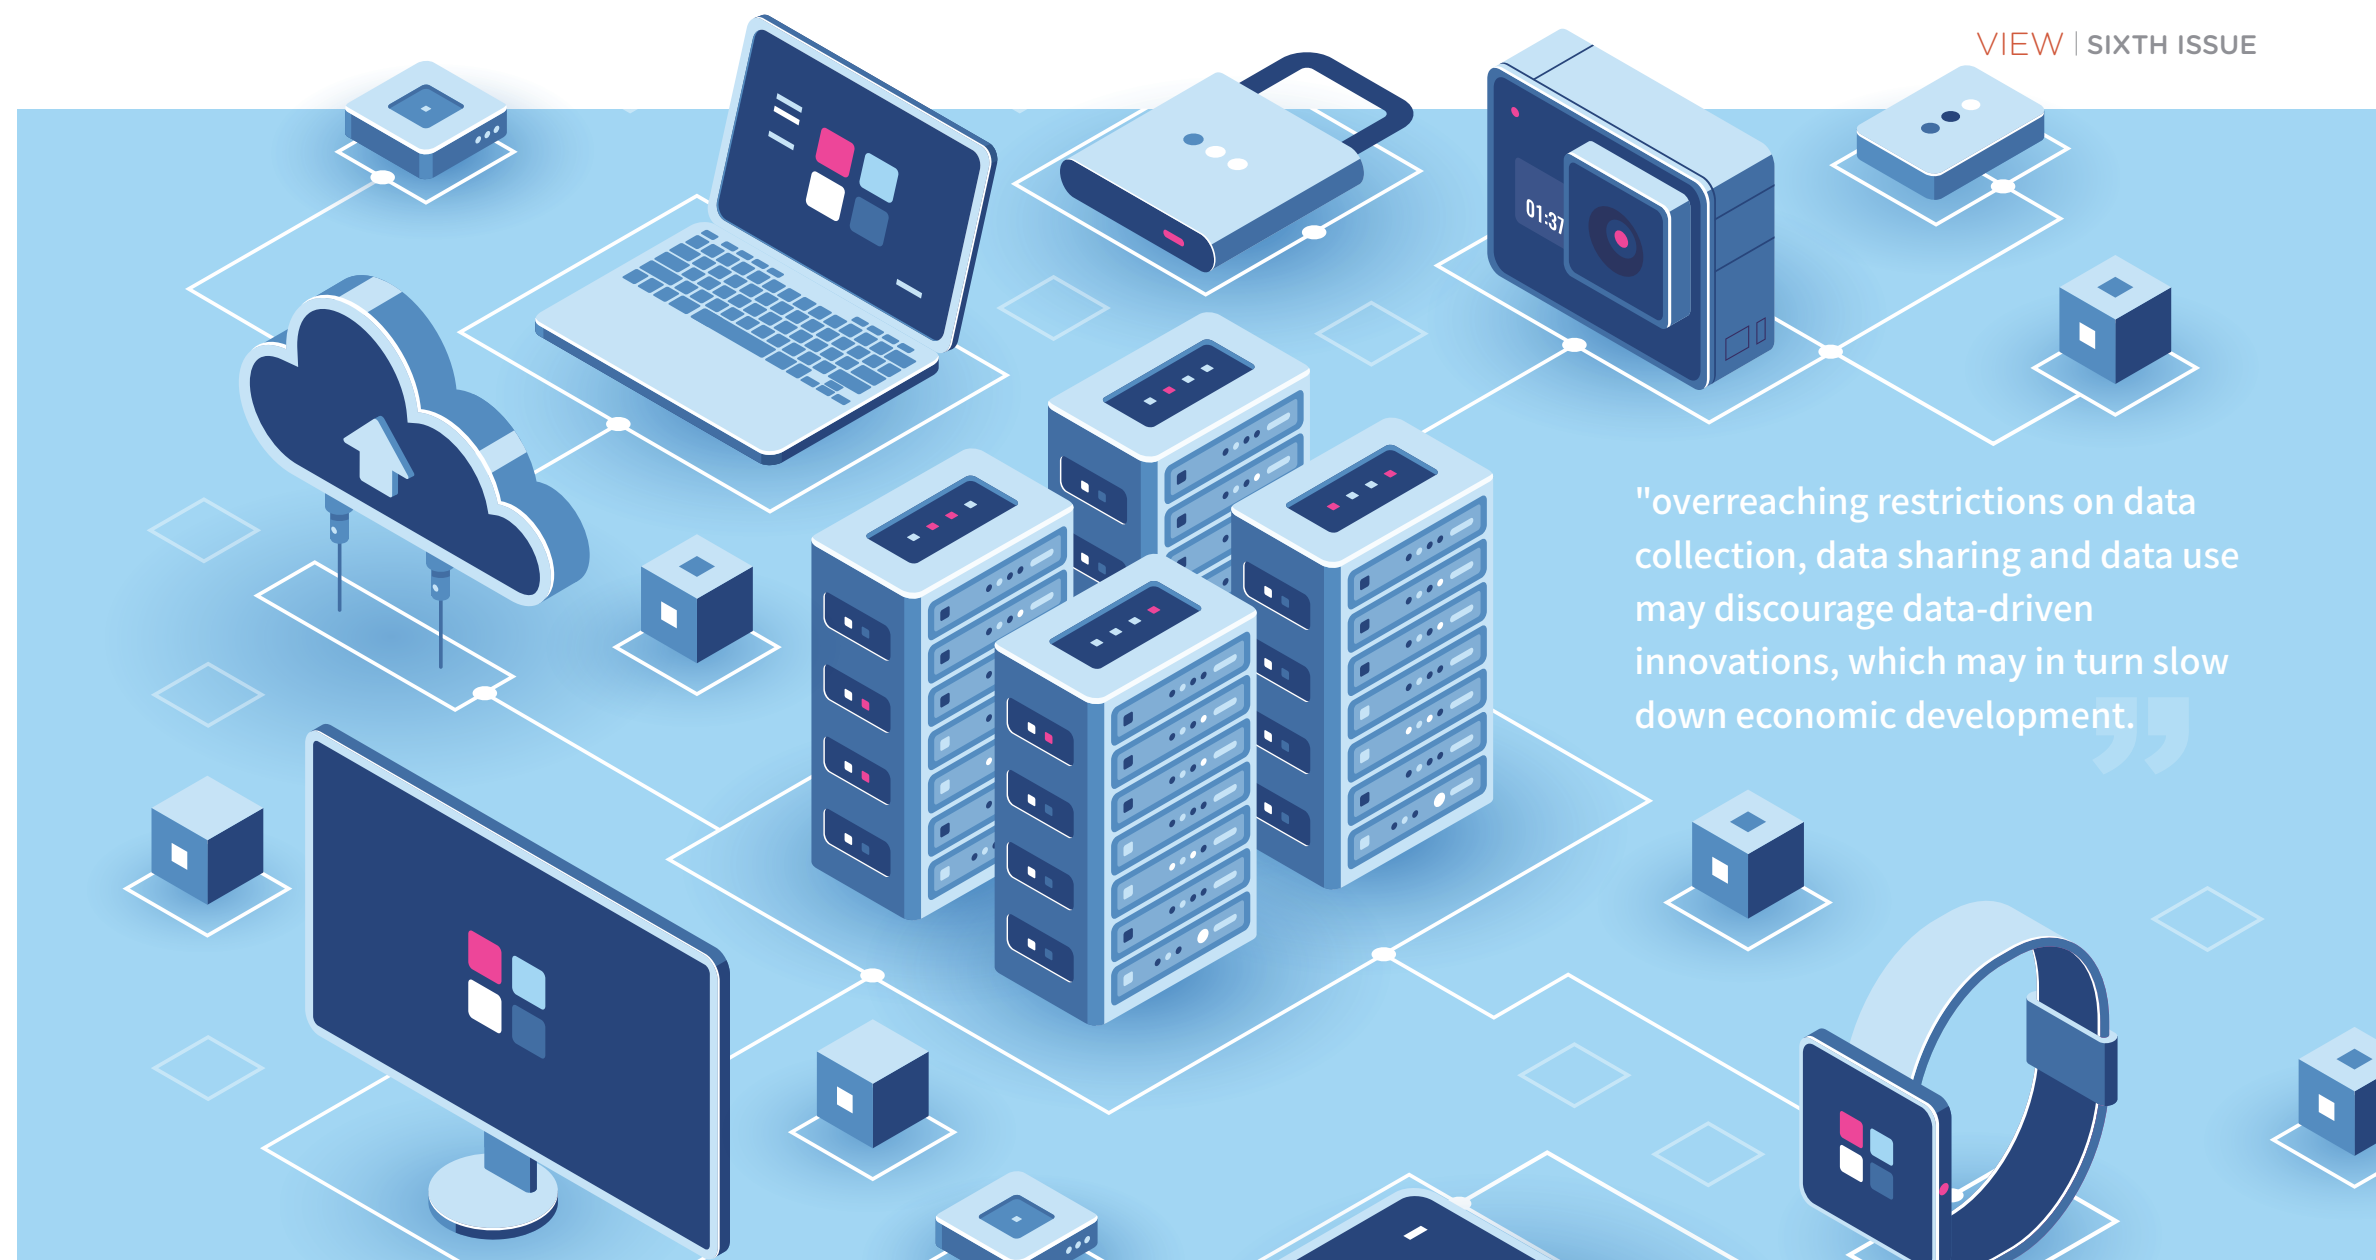 VIEW | SIXTH ISSUE
01:37
"overreaching restrictions on data
collection, data sharing and data use
may discourage data-driven
innovations, which may in turn slow
down economic development.
”